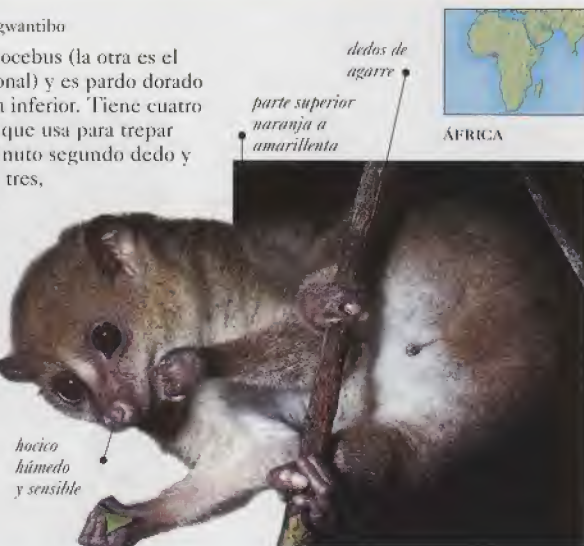 gwantibo
ocebus (la otra es el
onal) y es pardo dorado
a inferior. Tiene cuatro
que usa para trepar
nuto segundo dedo y
tres,
parte superior
naranja a
amarillenta
dedos de
agarre
ÁFRICA
hocico
húmedo
y sensible